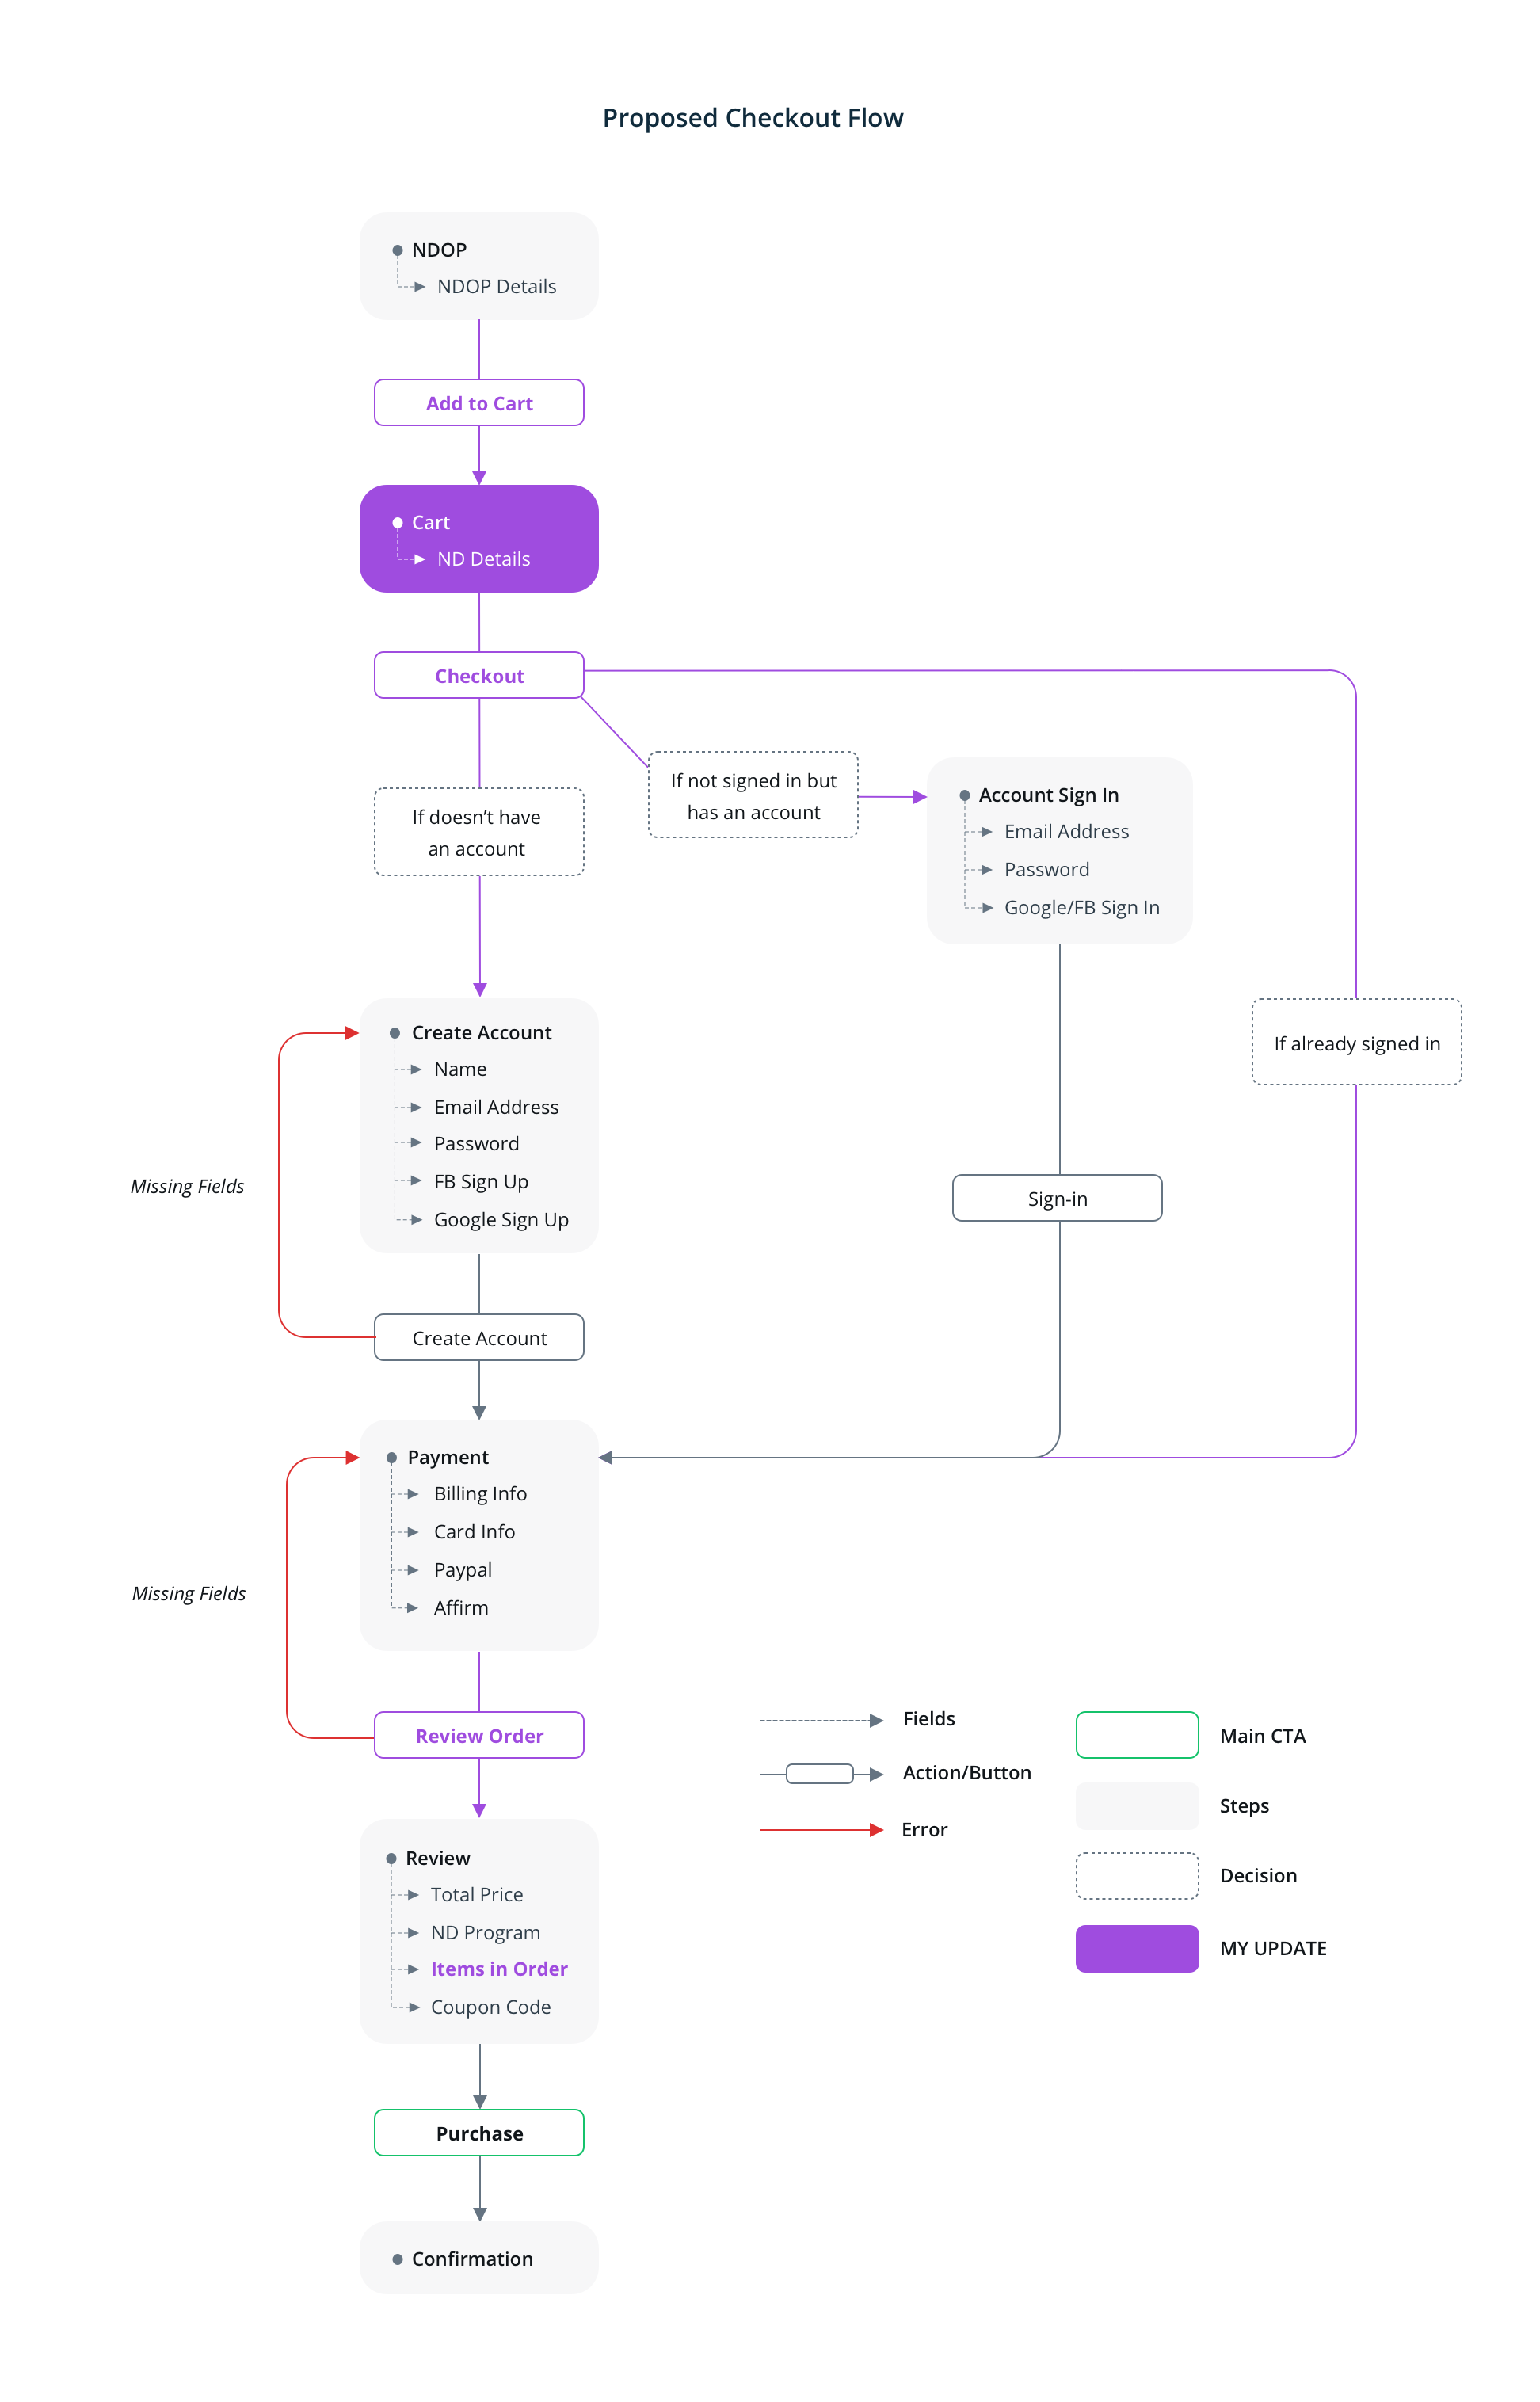 Proposed Checkout Flow
NDOP
NDOP Details
Add to Cart
Cart
ND Details
Checkout
If doesn’t have
an account
If not signed in but
has an account
Account Sign In
Email Address
Password
Google/FB Sign In
If already signed in
Create Account
Name
Email Address
Password
FB Sign Up
Google Sign Up
Missing Fields
Sign-in
Create Account
Payment
Billing Info
Card Info
Paypal
Affirm
Missing Fields
Review Order
Review
Total Price
ND Program
Items in Order
Coupon Code
Purchase
Confirmation
Fields
Action/Button
Error
Main CTA
Steps
Decision
MY UPDATE